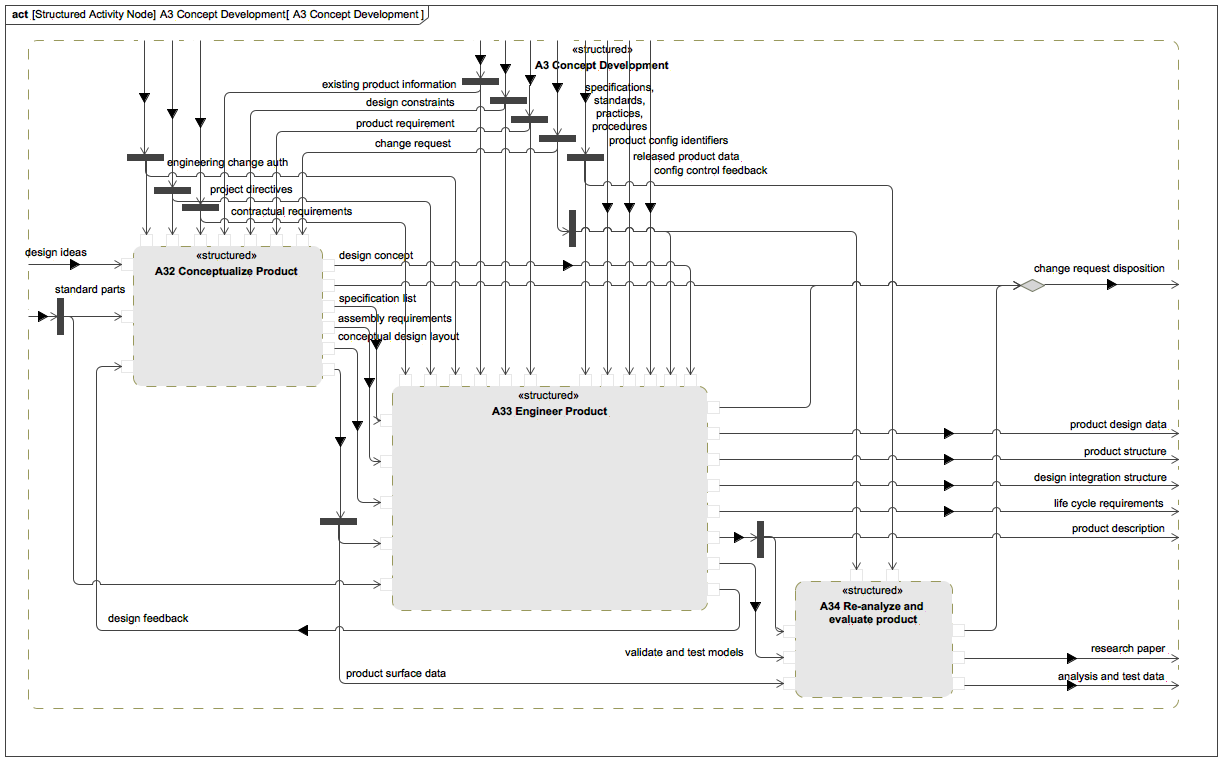 act [Structured Activity Node] A3 Concept Development[ A3 Concept Development ]
«structured»
A3 Concept Development
existing product information
design constraints
product requirement
change request
specifications,
standards,
practices,
procedures
product config identifiers
released product data
config control feedback
engineering change auth
project directives
contractual requirements
design ideas
standard parts
«structured»
A32 Conceptualize Product
design concept
specification list
assembly requirements
conceptual design layout
change request disposition
«structured»
A33 Engineer Product
product design data
product structure
design integration structure
life cycle requirements
product description
«structured»
A34 Re-analyze and
evaluate product
design feedback
validate and test models
product surface data
research paper
analysis and test data